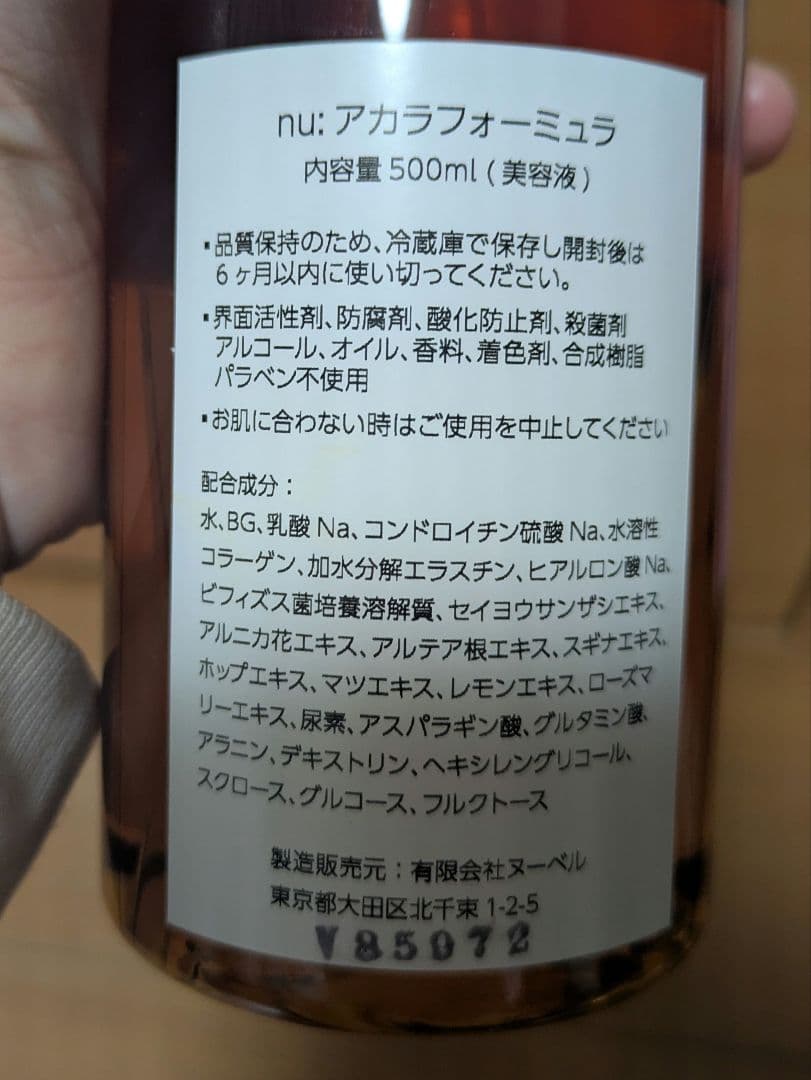 nu: アカラフォーミュラ
内容量 500ml ( 美容液 )
▪品質保持のため、冷蔵庫で保存し開封後は
6ヶ月以内に使い切ってください。
▪界面活性剤、防腐剤、酸化防止剤、殺菌剤
アルコール、オイル、香料、着色剤、合成樹脂
パラベン不使用
▪お肌に合わない時はご使用を中止してください
配合成分：
水、BG、乳酸 Na、コンドロイチン硫酸 Na、水溶性
コラーゲン、加水分解エラスチン、ヒアルロン酸 Na、
ビフィズス菌培養溶解質、セイヨウサンザシエキス、
アルニカ花エキス、アルテア根エキス、スギナエキス、
ホップエキス、マツエキス、レモンエキス、ローズマ
リーエキス、尿素、アスパラギン酸、グルタミン酸、
アラニン、デキストリン、ヘキシレングリコール、
スクロース、グルコース、フルクトース
製造販売元：有限会社ヌーベル
東京都大田区北千束 1-2-5
V85072